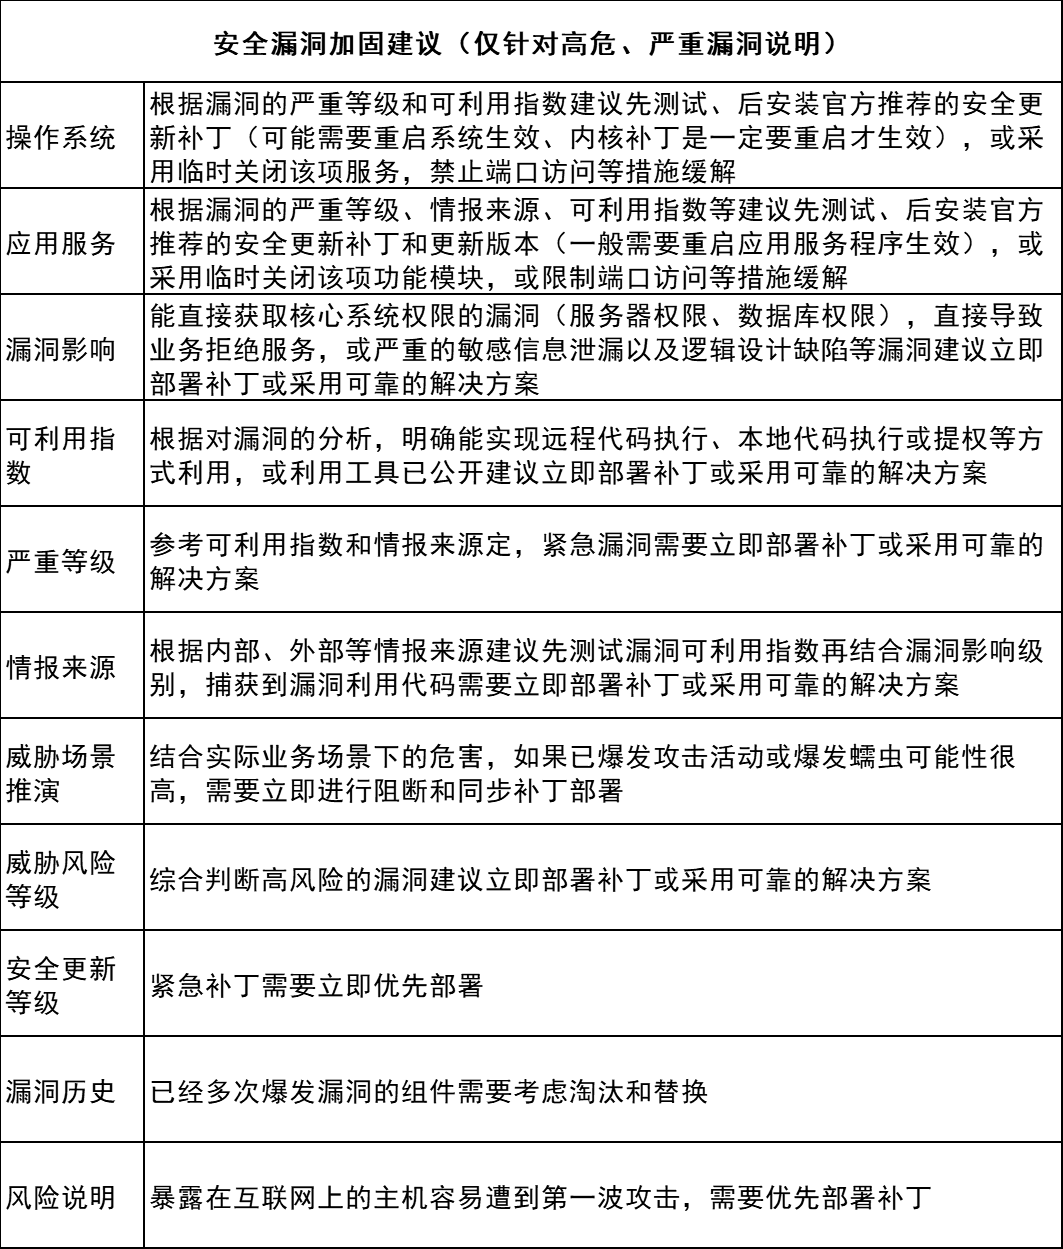 安全漏洞加固建议（仅针对高危、严重漏洞说明）
操作系统
根据漏洞的严重等级和可利用指数建议先测试、后安装官方推荐的安全更
新补丁（可能需要重启系统生效、内核补丁是一定要重启才生效），或采
用临时关闭该项服务，禁止端口访问等措施缓解
应用服务
根据漏洞的严重等级、情报来源、可利用指数等建议先测试、后安装官方
推荐的安全更新补丁和更新版本（一般需要重启应用服务程序生效），或
采用临时关闭该项功能模块，或限制端口访问等措施缓解
漏洞影响
能直接获取核心系统权限的漏洞（服务器权限、数据库权限），直接导致
业务拒绝服务，或严重的敏感信息泄漏以及逻辑设计缺陷等漏洞建议立即
部署补丁或采用可靠的解决方案
可利用指
数
根据对漏洞的分析，明确能实现远程代码执行、本地代码执行或提权等方
式利用，或利用工具已公开建议立即部署补丁或采用可靠的解决方案
严重等级
参考可利用指数和情报来源定，紧急漏洞需要立即部署补丁或采用可靠的
解决方案
情报来源
根据内部、外部等情报来源建议先测试漏洞可利用指数再结合漏洞影响级
别，捕获到漏洞利用代码需要立即部署补丁或采用可靠的解决方案
威胁场景
推演
结合实际业务场景下的危害，如果已爆发攻击活动或爆发蠕虫可能性很
高，需要立即进行阻断和同步补丁部署
威胁风险
等级
综合判断高风险的漏洞建议立即部署补丁或采用可靠的解决方案
安全更新
等级
紧急补丁需要立即优先部署
漏洞历史
已经多次爆发漏洞的组件需要考虑淘汰和替换
风险说明
暴露在互联网上的主机容易遭到第一波攻击，需要优先部署补丁